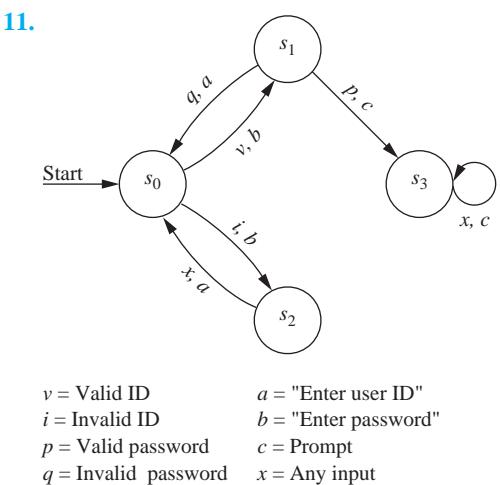 11.
s1
q, a
p, c
v, b
Start
s0
s3
x, c
i, b
x, a
s2
v = Valid ID
a = "Enter user ID"
i = Invalid ID
b = "Enter password"
p = Valid password
c = Prompt
q = Invalid password
x = Any input